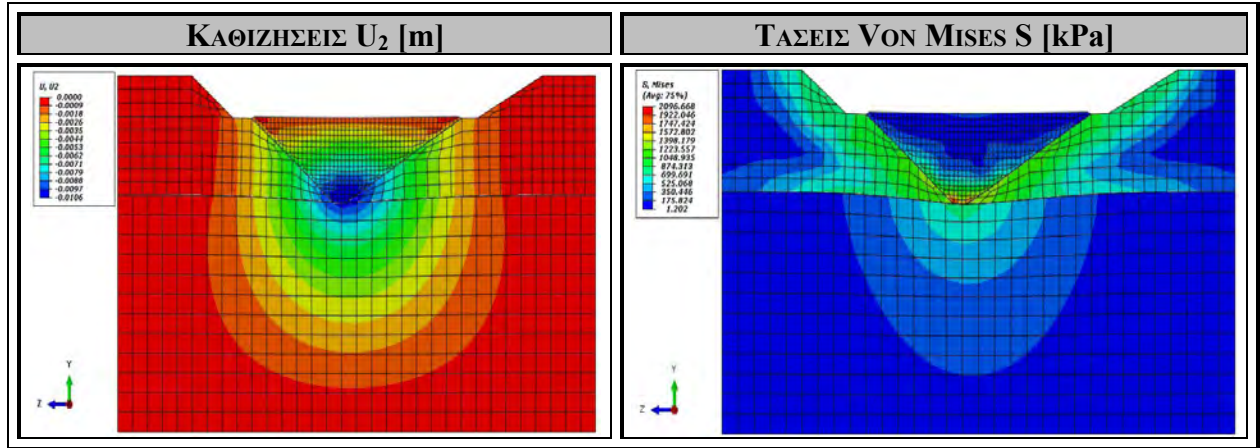 ΚΑΘΙΖΗΣΕΙΣ U₂ [m]
ΤΑΣΕΙΣ VON MISES S [kPa]
U, U2
0.0000
-0.0009
-0.0018
-0.0026
-0.0035
-0.0044
-0.0053
-0.0062
-0.0071
-0.0079
-0.0088
-0.0097
-0.0106
Y
Z
S, Mises
(Avg: 75%)
2096.668
1922.046
1747.424
1572.802
1398.179
1223.557
1048.935
874.313
699.691
525.068
350.446
175.824
1.202
Y
Z